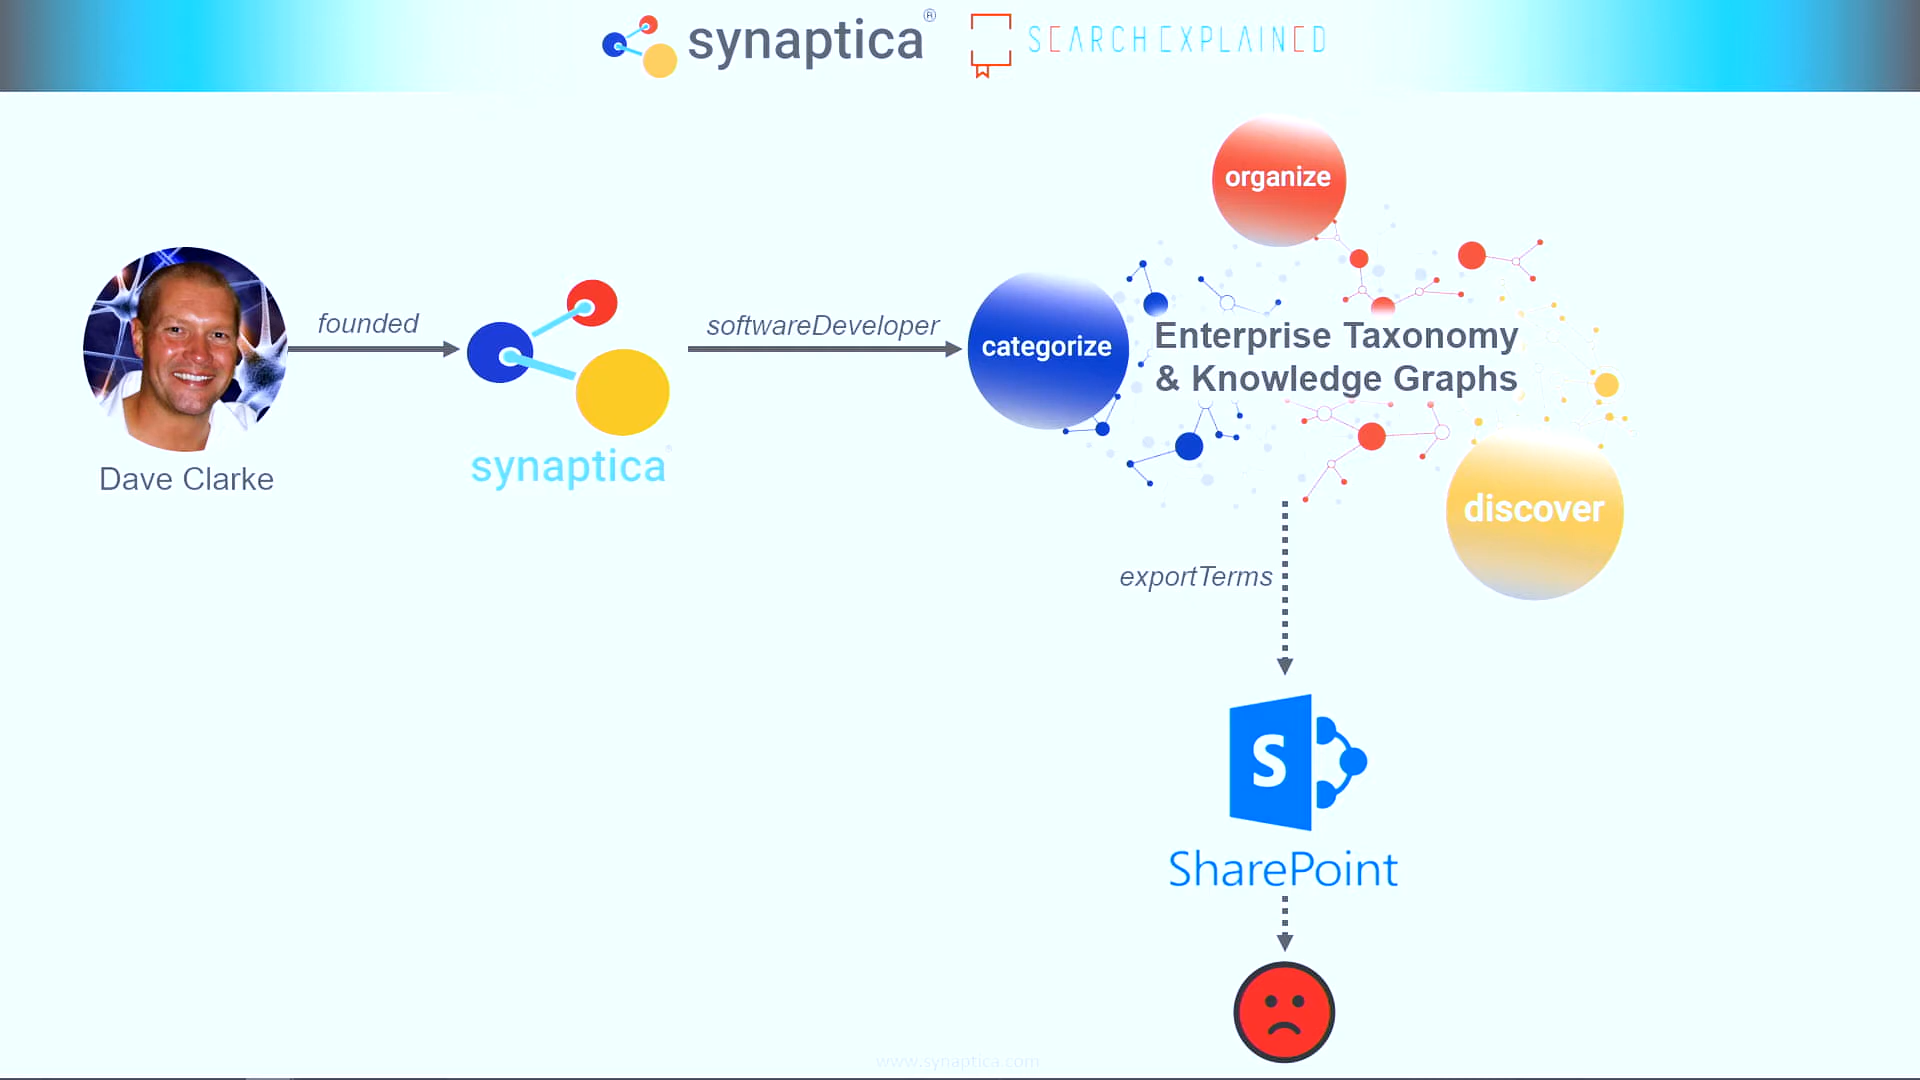 synaptica®
SEARCH EXPLAINED
organize
founded
softwareDeveloper
categorize
Enterprise Taxonomy
& Knowledge Graphs
Dave Clarke
synaptica
discover
exportTerms
S
SharePoint
www.synaptica.com